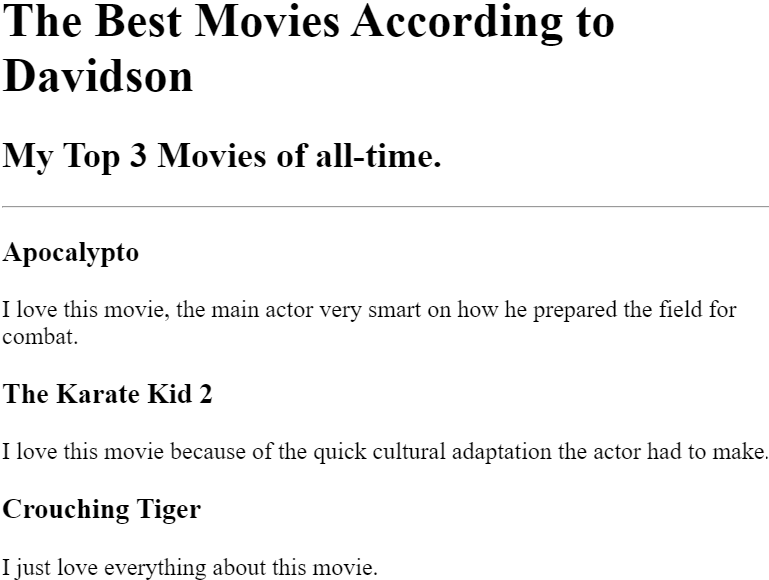 The Best Movies According to
Davidson
My Top 3 Movies of all-time.
Apocalypto
I love this movie, the main actor very smart on how he prepared the field for
combat.
The Karate Kid 2
I love this movie because of the quick cultural adaptation the actor had to make.
Crouching Tiger
I just love everything about this movie.